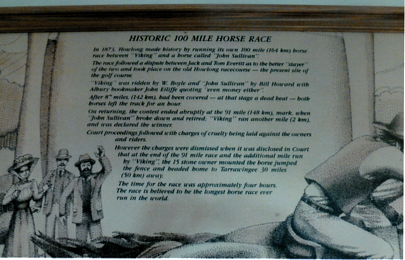 HISTORIC 100 MILE HORSE RACE
In 1873, Howlong made history by running its own 100 mile (164 km) horse
race between "Viking" and a horse called "John Sullivan".
The race followed a dispute between Jack and Tom Everitt as to the better "stayer"
of the two and took place on the old Howlong racecourse — the present site of
the golf course.
"Viking" was ridden by W. Boyle and "John Sullivan" by Bill Howard with
Albury bookmaker John Eiliffe quoting "even money either".
After miles, (142 km), had been covered — at that stage a dead heat — both
horses left the track for an hour
On returning, the contest ended abruptly at the 91 mile (148 km), mark, when
"John Sullivan" broke down and retired. "Viking" ran another mile (2 km),
and was declared the winner.
Court proceedings followed with charges of cruelty being laid against the owners
and riders.
However the charges were dismissed when it was disclosed in Court
that at the end of the 91 mile race and the additional mile run
by "Viking", the 15 stone owner mounted the horse jumped
the fence and headed home to Tarrawingee 30 miles
(50 km) away.
The time for the race was approximately four hours.
The race is believed to be the longest horse race ever
run in the world.